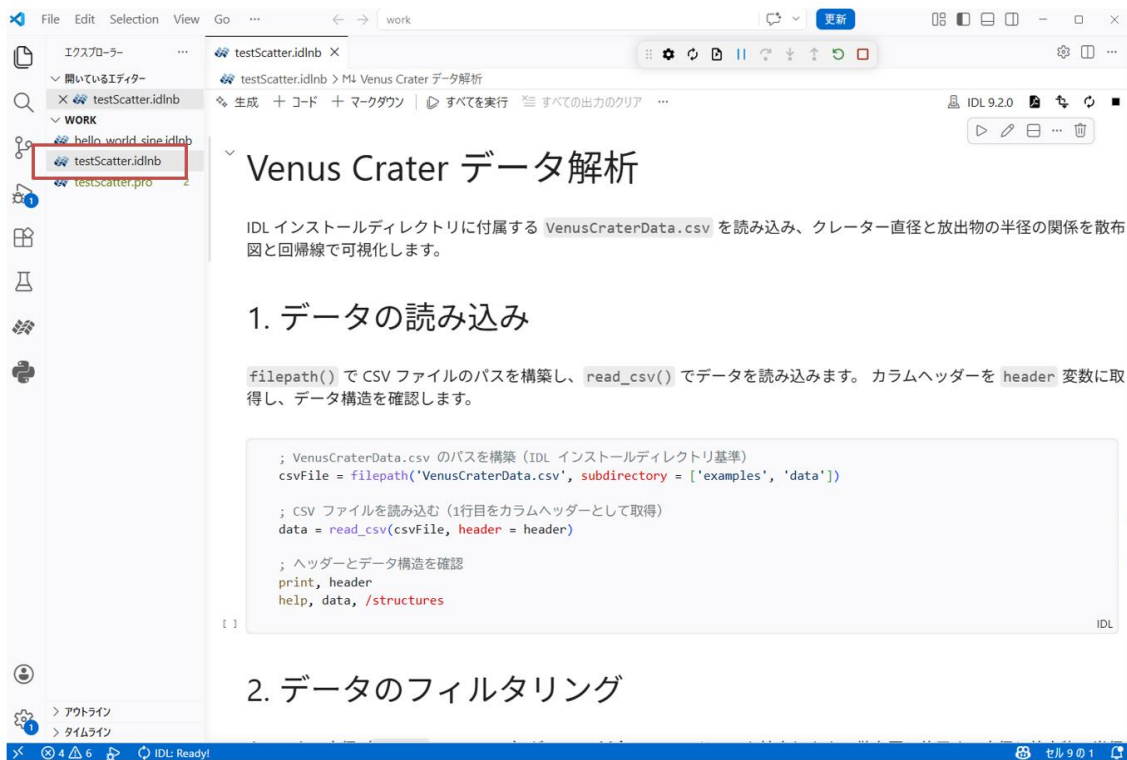 File Edit Selection View Go ··· work 更新
エクスプローラー ···
開いているエディター
testScatter.idlnb
WORK
hello_world_sine.idlnb
testScatter.idlnb
testScatter.pro 2
testScatter.idlnb
testScatter.idlnb > M↓ Venus Crater データ解析
生成 + コード + マークダウン すべてを実行 すべての出力のクリア ··· IDL 9.2.0
Venus Crater データ解析
IDL インストールディレクトリに付属する VenusCraterData.csv を読み込み、クレーター直径と放出物の半径の関係を散布
図と回帰線で可視化します。
1. データの読み込み
filepath() で CSV ファイルのパスを構築し、read_csv() でデータを読み込みます。 カラムヘッダーを header 変数に取
得し、データ構造を確認します。
; VenusCraterData.csv のパスを構築（IDL インストールディレクトリ基準）
csvFile = filepath('VenusCraterData.csv', subdirectory = ['examples', 'data'])
; CSV ファイルを読み込む（1行目をカラムヘッダーとして取得）
data = read_csv(csvFile, header = header)
; ヘッダーとデータ構造を確認
print, header
help, data, /structures
[ ] IDL
2. データのフィルタリング
1
アウトライン
タイムライン
1
4 6 IDL: Ready! セル 9 の 1